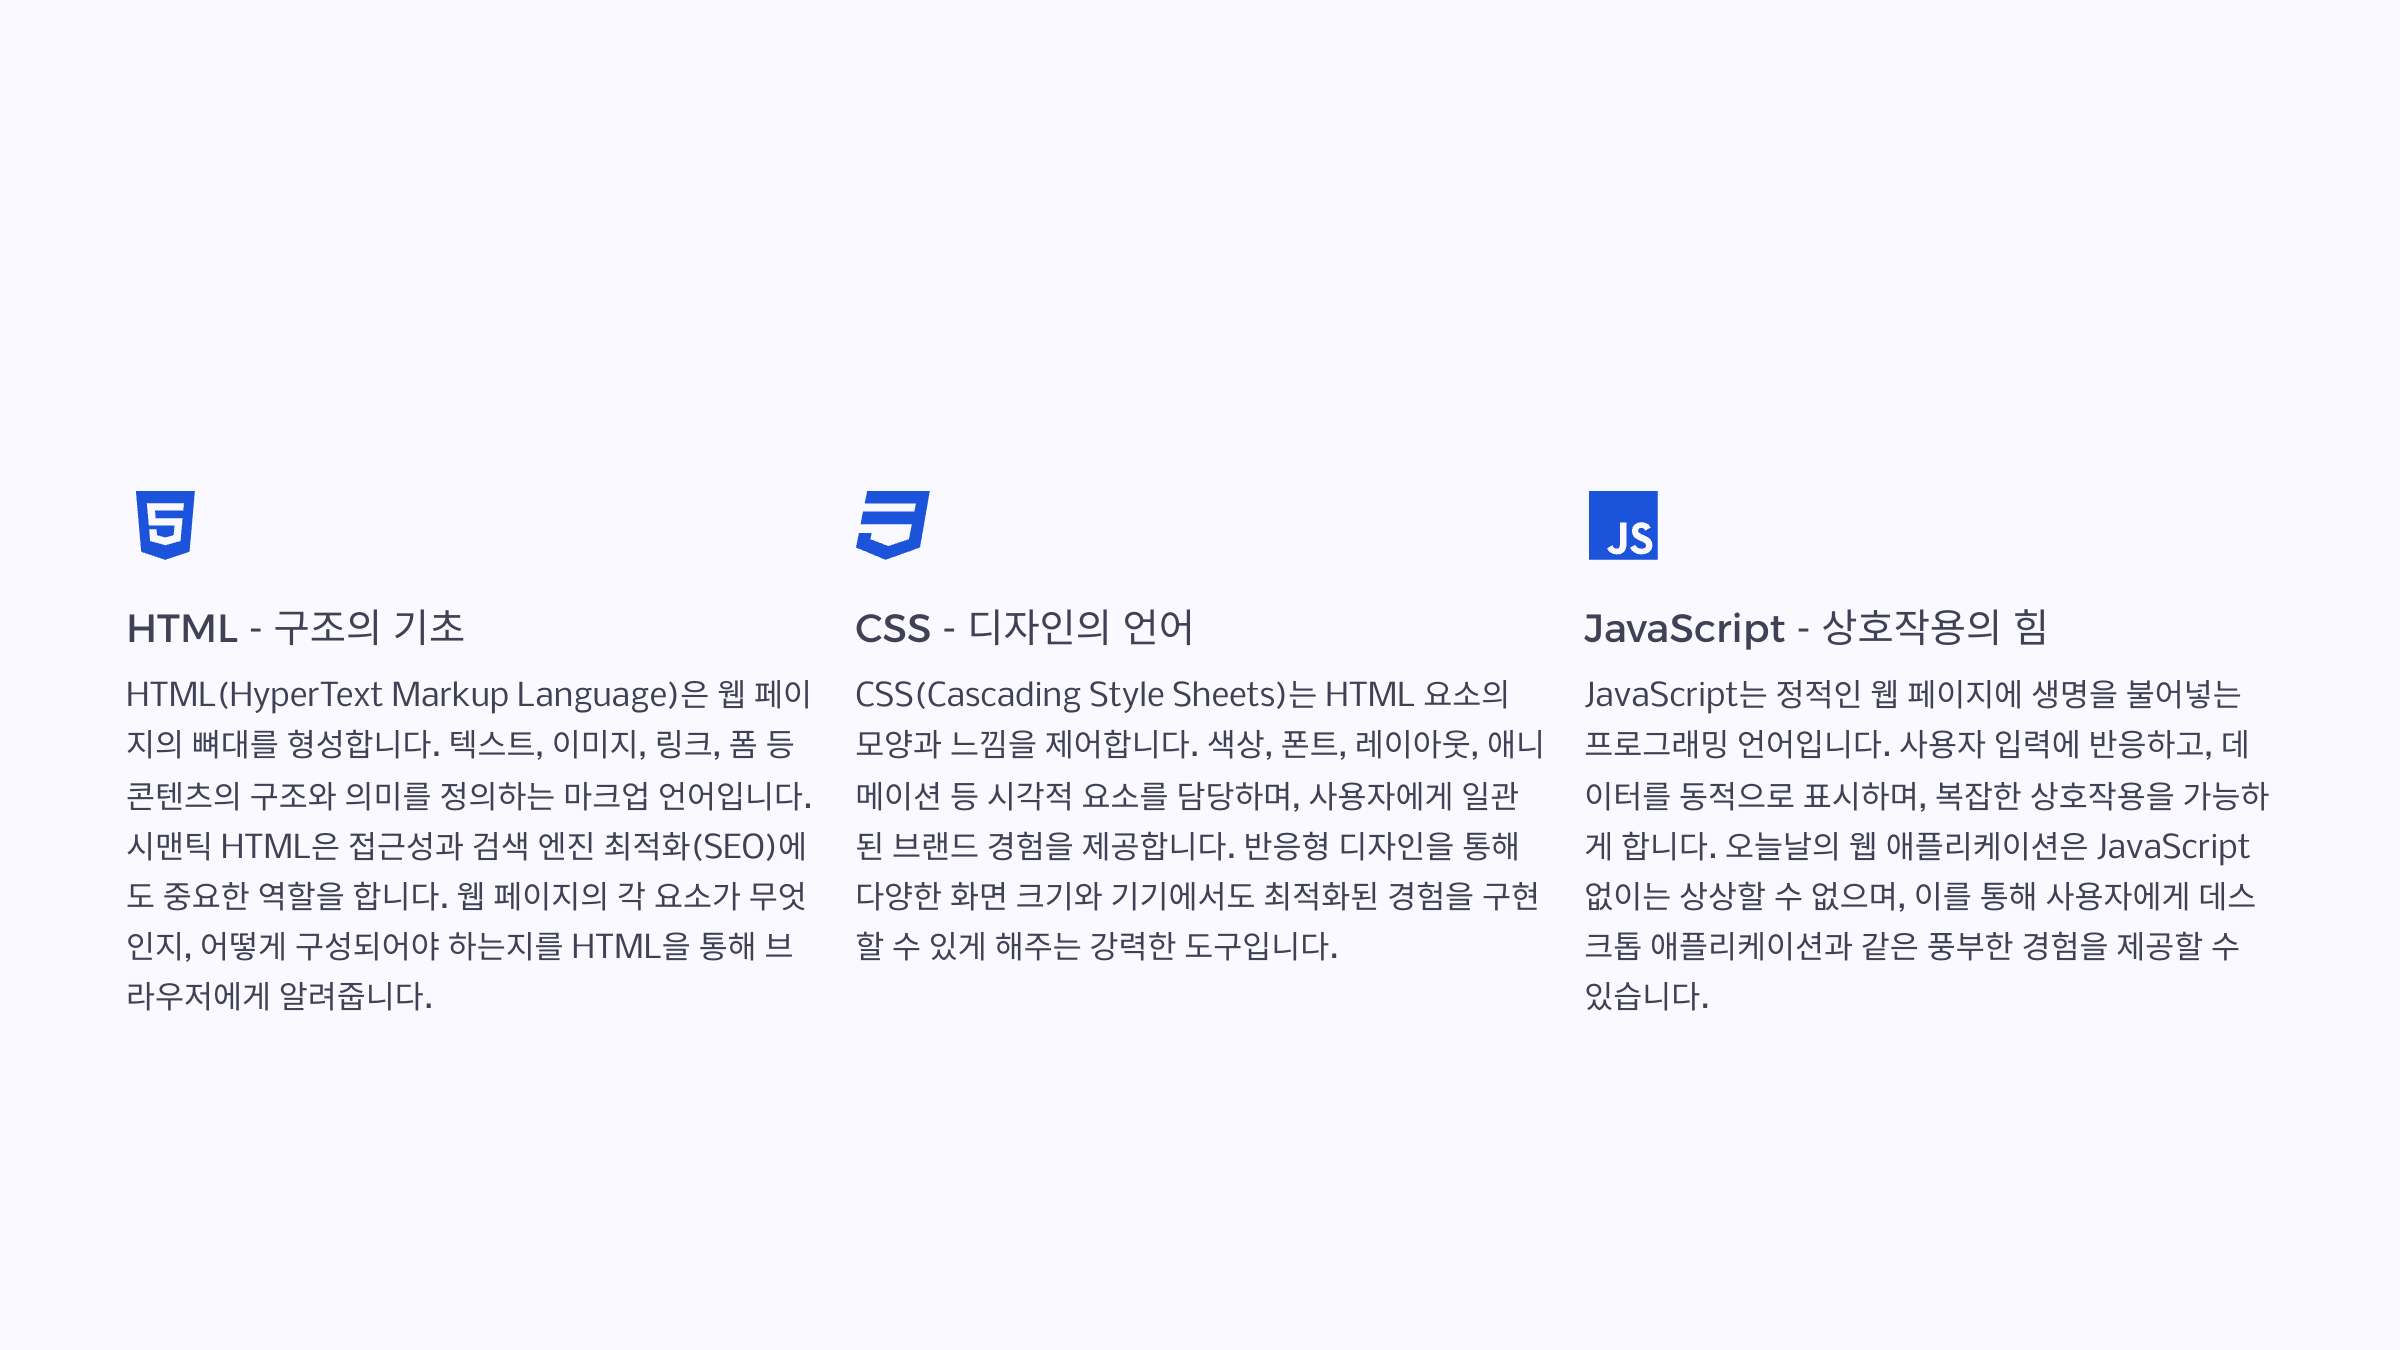 JS
HTML - 구조의 기초
HTML(HyperText Markup Language)은 웹 페이
지의 뼈대를 형성합니다. 텍스트, 이미지, 링크, 폼 등
콘텐츠의 구조와 의미를 정의하는 마크업 언어입니다.
시맨틱 HTML은 접근성과 검색 엔진 최적화(SEO)에
도 중요한 역할을 합니다. 웹 페이지의 각 요소가 무엇
인지, 어떻게 구성되어야 하는지를 HTML을 통해 브
라우저에게 알려줍니다.
CSS - 디자인의 언어
CSS(Cascading Style Sheets)는 HTML 요소의
모양과 느낌을 제어합니다. 색상, 폰트, 레이아웃, 애니
메이션 등 시각적 요소를 담당하며, 사용자에게 일관
된 브랜드 경험을 제공합니다. 반응형 디자인을 통해
다양한 화면 크기와 기기에서도 최적화된 경험을 구현
할 수 있게 해주는 강력한 도구입니다.
JavaScript - 상호작용의 힘
JavaScript는 정적인 웹 페이지에 생명을 불어넣는
프로그래밍 언어입니다. 사용자 입력에 반응하고, 데
이터를 동적으로 표시하며, 복잡한 상호작용을 가능하
게 합니다. 오늘날의 웹 애플리케이션은 JavaScript
없이는 상상할 수 없으며, 이를 통해 사용자에게 데스
크톱 애플리케이션과 같은 풍부한 경험을 제공할 수
있습니다.